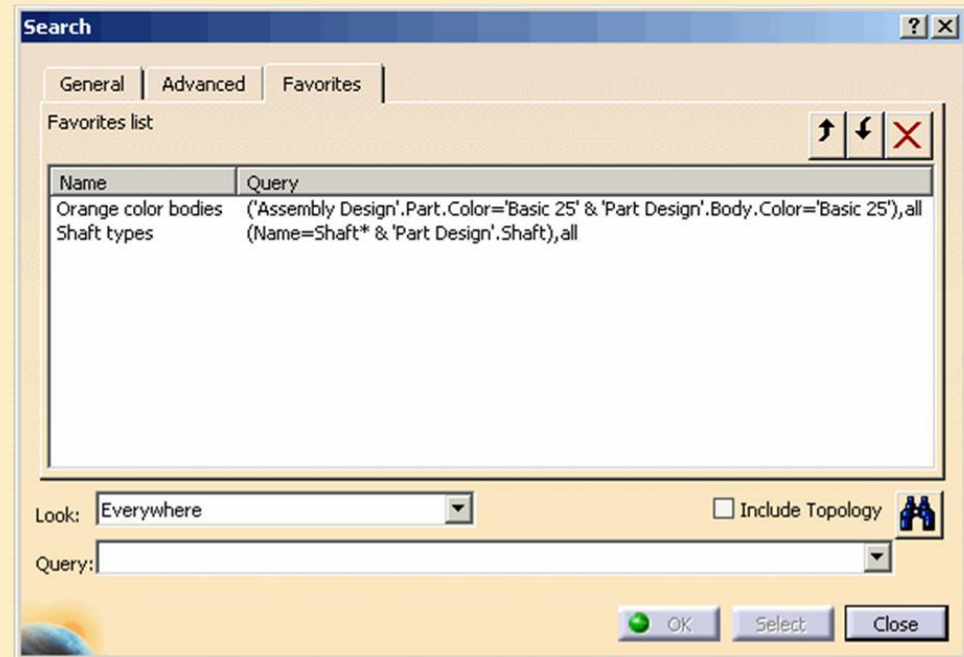 Search
General Advanced Favorites
Favorites list
Name Query
Orange color bodies ('Assembly Design'.Part.Color='Basic 25' & 'Part Design'.Body.Color='Basic 25'),all
Shaft types (Name=Shaft* & 'Part Design'.Shaft),all
Look: Everywhere Include Topology
Query:
OK Select Close